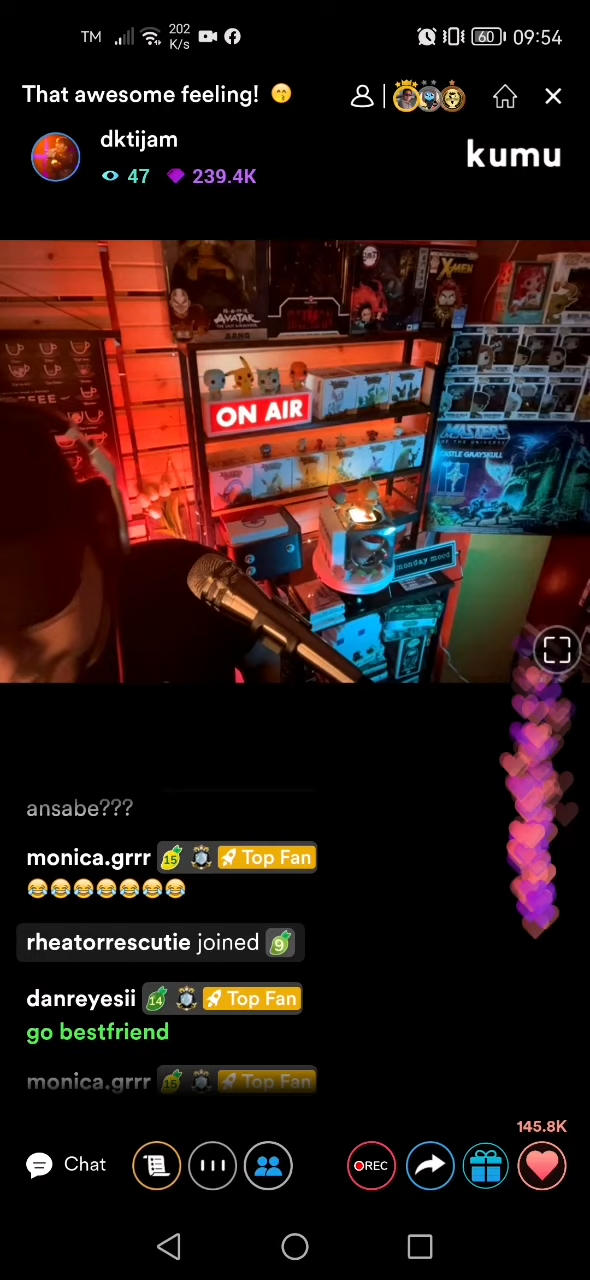 TM 202 K/s 60 09:54
That awesome feeling! 😙
dktijam
47 239.4K
kumu
AVATAR
AANG
X-MEN
ON AIR
MASTERS
OF THE UNIVERSE
CASTLE GRAYSKULL
monday mood
ansabe???
monica.grrr 15 Top Fan
😂😂😂😂😂😂😂
rheatorrescutie joined 9
danreyesii 14 Top Fan
go bestfriend
monica.grrr 15 Top Fan
145.8K
Chat
REC